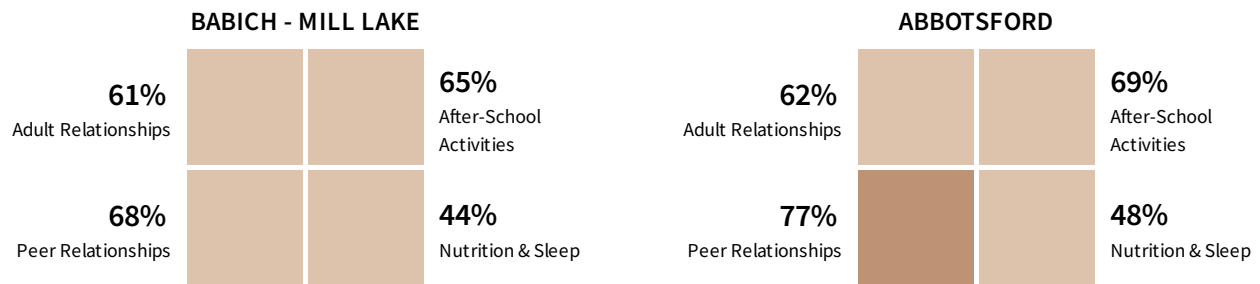 BABICH - MILL LAKE
61%
Adult Relationships
65%
After-School
Activities
68%
Peer Relationships
44%
Nutrition & Sleep
ABBOTSFORD
62%
Adult Relationships
69%
After-School
Activities
77%
Peer Relationships
48%
Nutrition & Sleep